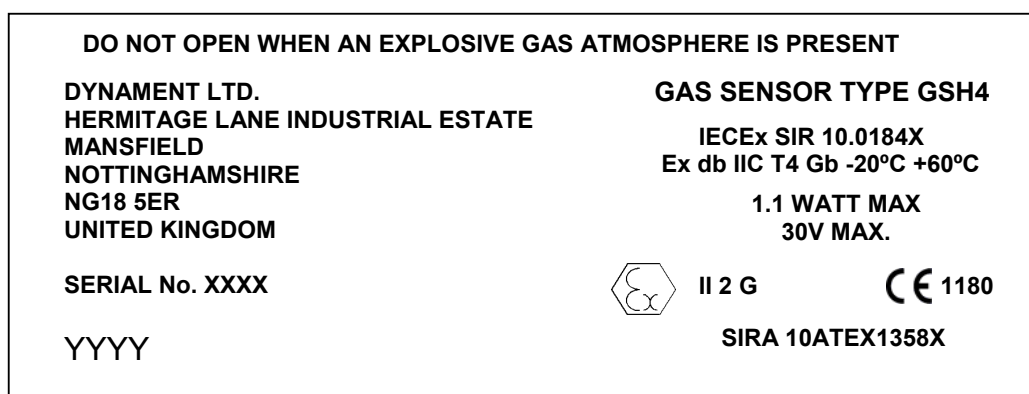 DO NOT OPEN WHEN AN EXPLOSIVE GAS ATMOSPHERE IS PRESENT
DYNAMENT LTD.
HERMITAGE LANE INDUSTRIAL ESTATE
MANSFIELD
NOTTINGHAMSHIRE
NG18 5ER
UNITED KINGDOM
SERIAL No. XXXX
YYYY
GAS SENSOR TYPE GSH4
IECEx SIR 10.0184X
Ex db IIC T4 Gb -20ºC +60ºC
1.1 WATT MAX
30V MAX.
Ex II 2 G CE 1180
SIRA 10ATEX1358X